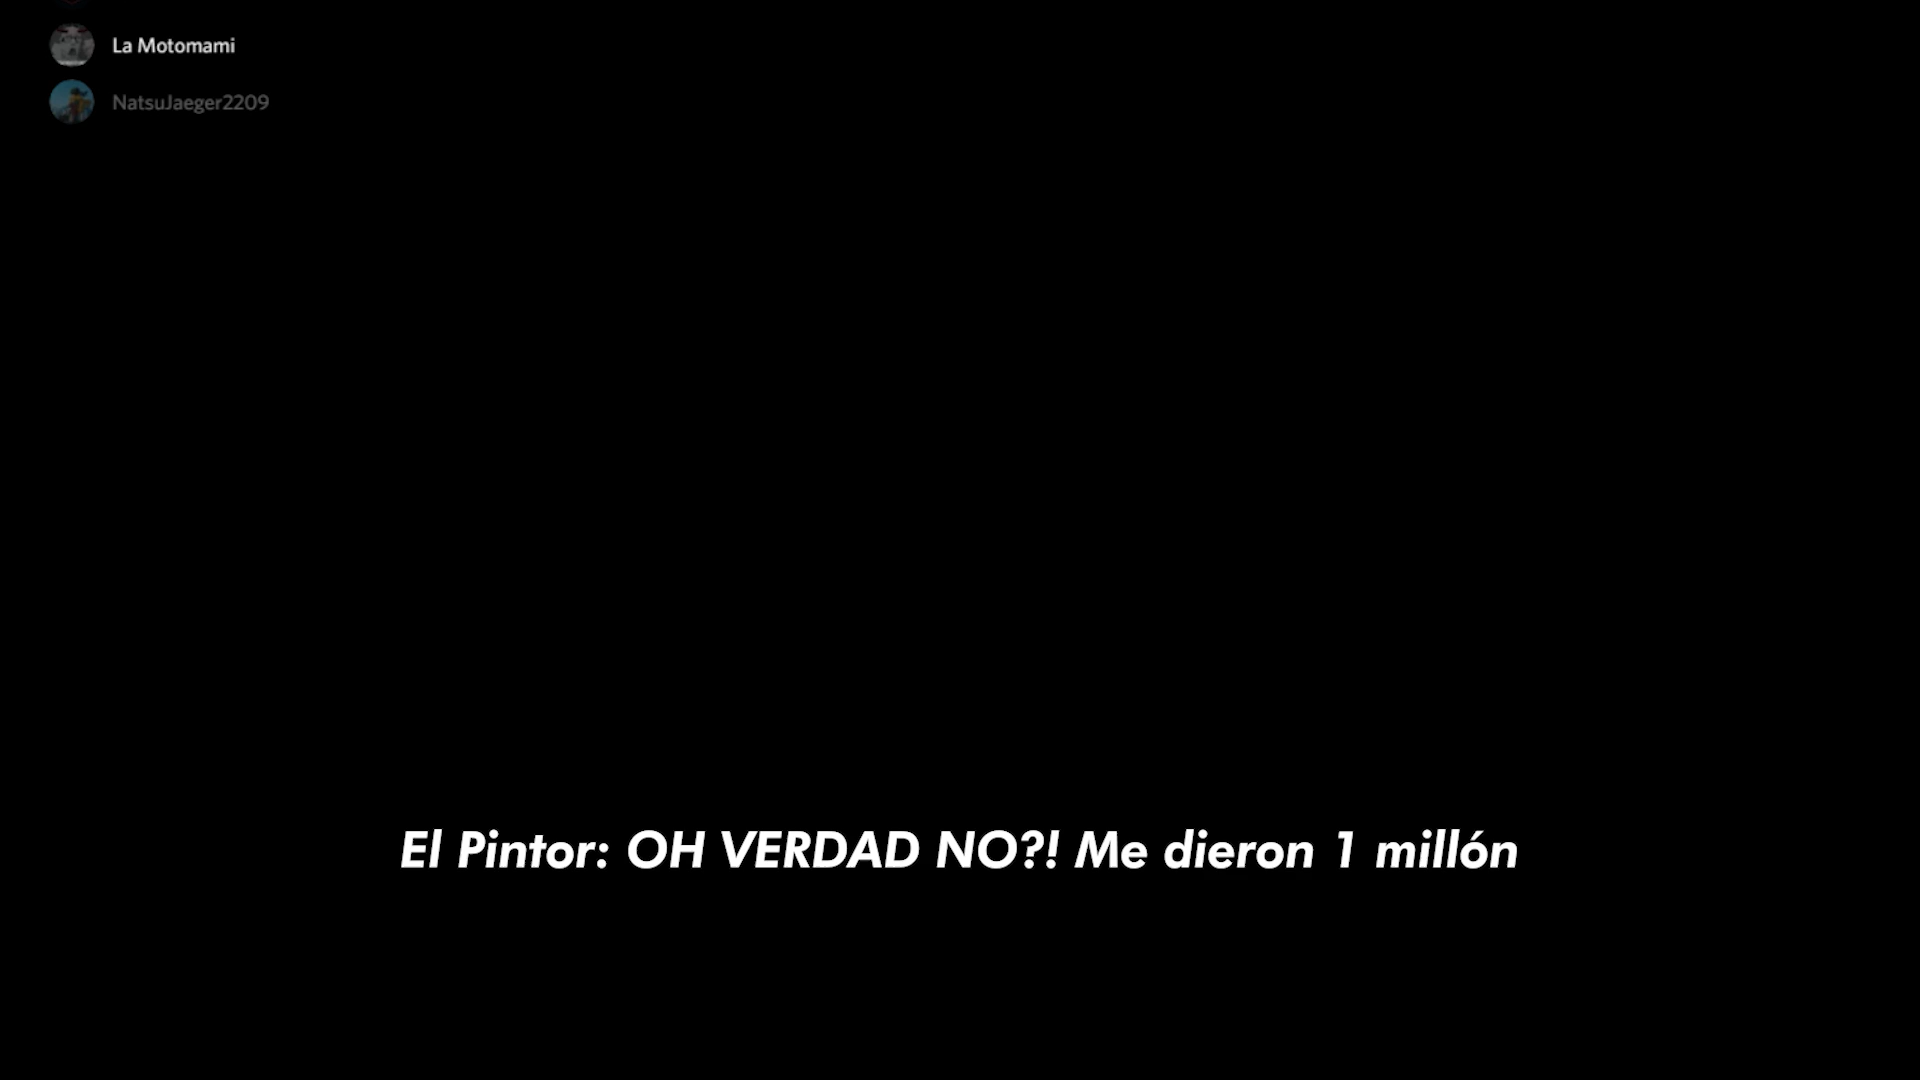 La Motomami
NatsuJaeger2209
El Pintor: OH VERDAD NO?! Me dieron 1 millón